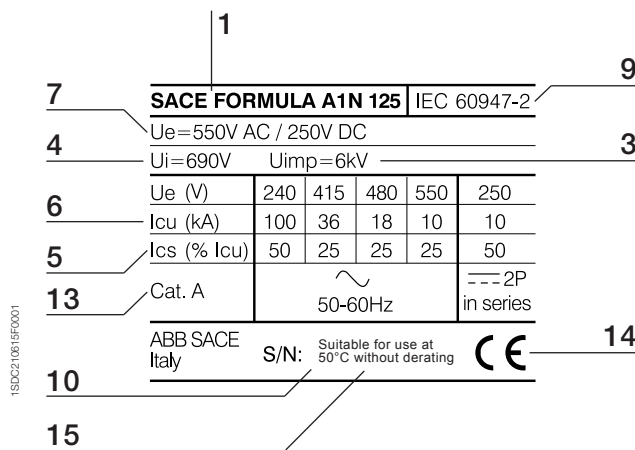 1
9
SACE FORMULA A1N 125 IEC 60947-2
7
Ue=550V AC / 250V DC
4
Ui=690V Uimp=6kV
3
Ue (V) 240 415 480 550 250
6
Icu (kA) 100 36 18 10 10
5
Ics (% Icu) 50 25 25 25 50
13
Cat. A
50-60Hz
2P
in series
ABB SACE
Italy
S/N:
Suitable for use at
50°C without derating
CE
14
10
15
1SDC210615F0001